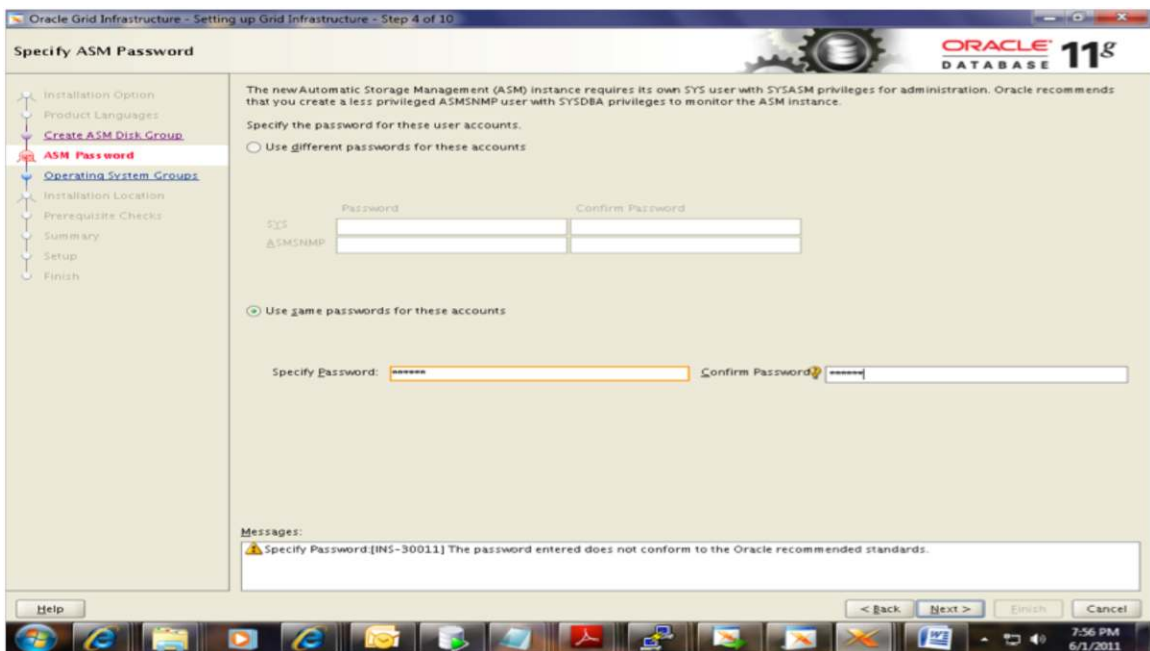 Oracle Grid Infrastructure - Setting up Grid Infrastructure - Step 4 of 10
Specify ASM Password
ORACLE
DATABASE 11g
Installation Option
Product Languages
Create ASM Disk Group
ASM Password
Operating System Groups
Installation Location
Prerequisite Checks
Summary
Setup
Finish
The new Automatic Storage Management (ASM) instance requires its own SYS user with SYSASM privileges for administration. Oracle recommends
that you create a less privileged ASMSNMP user with SYSDBA privileges to monitor the ASM instance.
Specify the password for these user accounts.
Use different passwords for these accounts
Password Confirm Password
SYS
ASMSNMP
Use same passwords for these accounts
Specify Password: ****** Confirm Password ******
Messages:
Specify Password:[INS-30011] The password entered does not conform to the Oracle recommended standards.
Help < Back Next > Finish Cancel
7:56 PM
6/1/2011